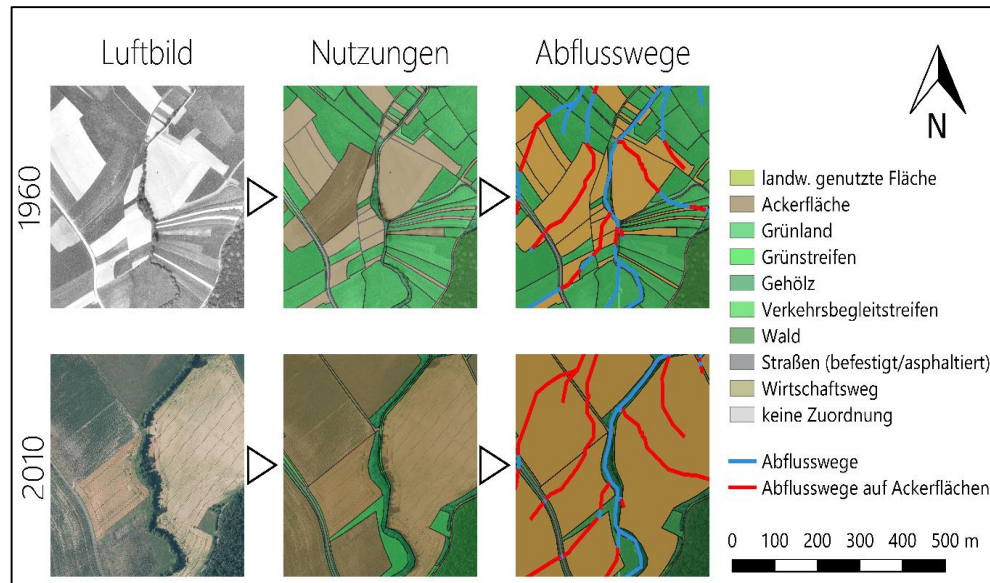 Luftbild
Nutzungen
Abflusswege
N
1960
2010
landw. genutzte Fläche
Ackerfläche
Grünland
Grünstreifen
Gehölz
Verkehrsbegleitstreifen
Wald
Straßen (befestigt/asphaltiert)
Wirtschaftsweg
keine Zuordnung
Abflusswege
Abflusswege auf Ackerflächen
0 100 200 300 400 500 m